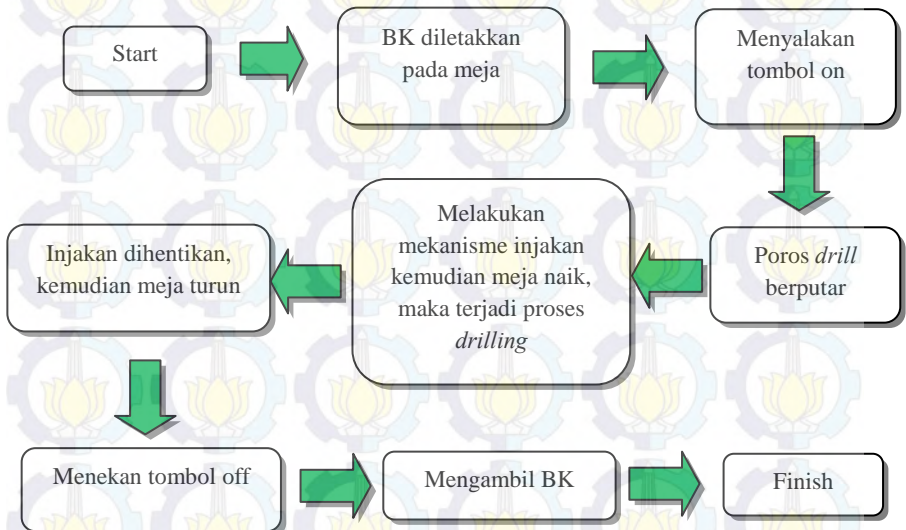 Start
BK diletakkan
pada meja
Menyalakan
tombol on
Poros drill
berputar
Melakukan
mekanisme injakan
kemudian meja naik,
maka terjadi proses
drilling
Injakan dihentikan,
kemudian meja turun
Menekan tombol off
Mengambil BK
Finish